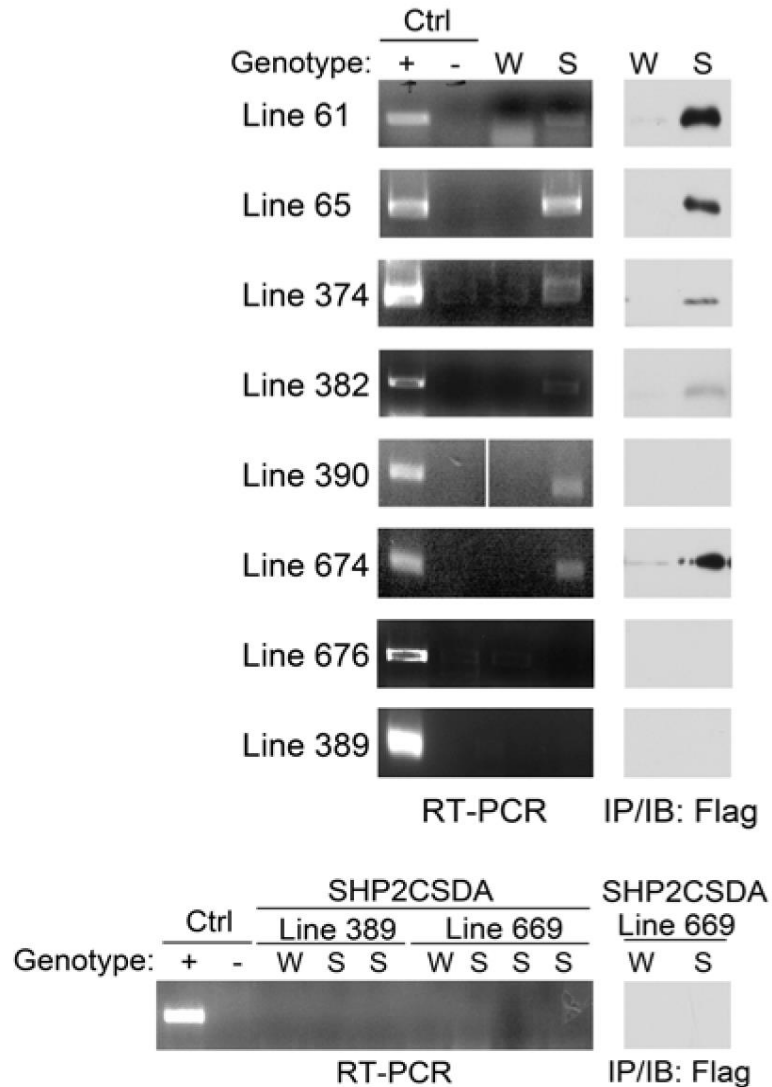 Ctrl
Genotype: + - W S W S
Line 61
Line 65
Line 374
Line 382
Line 390
Line 674
Line 676
Line 389
RT-PCR IP/IB: Flag
SHP2CSDA SHP2CSDA
Ctrl Line 389 Line 669 Line 669
Genotype: + - W S S W S S S W S
RT-PCR IP/IB: Flag